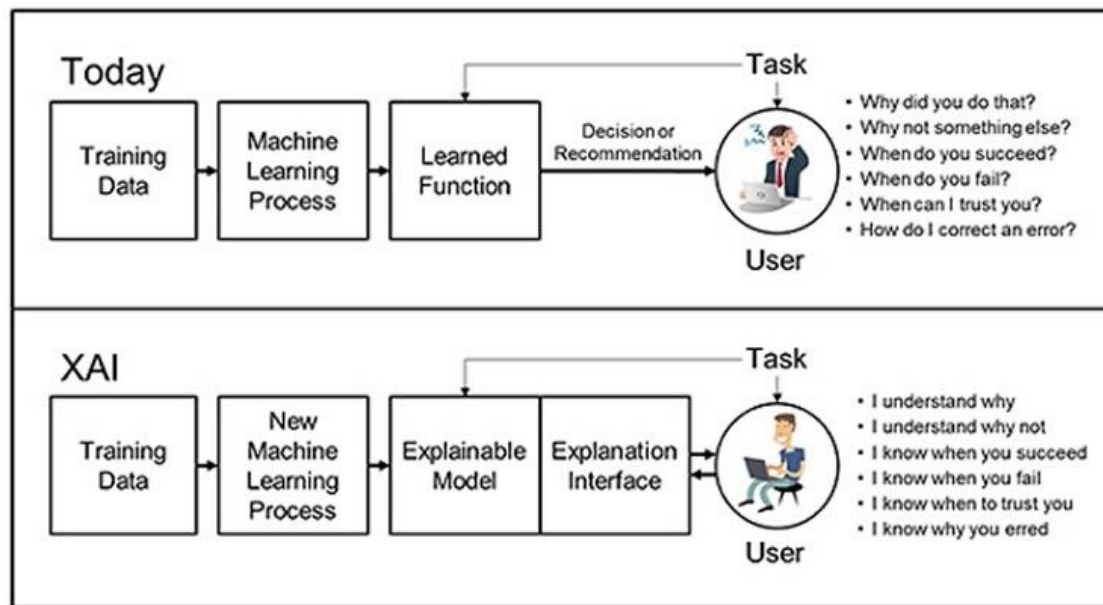 Today
Task
Training
Data
Machine
Learning
Process
Learned
Function
Decision or
Recommendation
User
• Why did you do that?
• Why not something else?
• When do you succeed?
• When do you fail?
• When can I trust you?
• How do I correct an error?
XAI
Task
Training
Data
New
Machine
Learning
Process
Explainable
Model
Explanation
Interface
User
• I understand why
• I understand why not
• I know when you succeed
• I know when you fail
• I know when to trust you
• I know why you erred